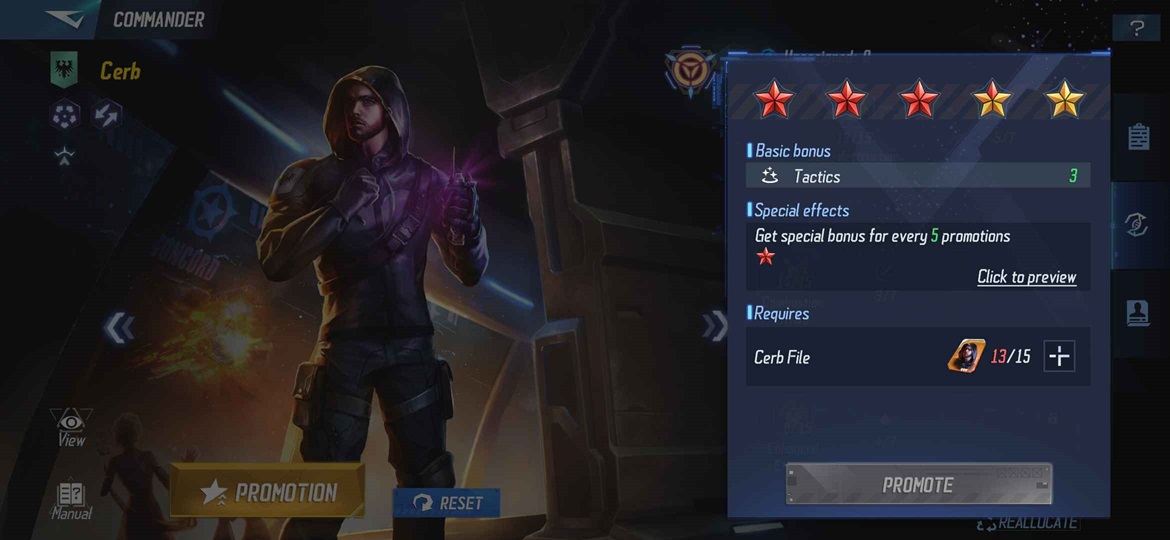 COMMANDER
?
Cerb
Basic bonus
Tactics 3
Special effects
Get special bonus for every 5 promotions
Click to preview
Requires
Cerb File 13/15
View
PROMOTION
RESET
PROMOTE
Manual
REALLOCATE